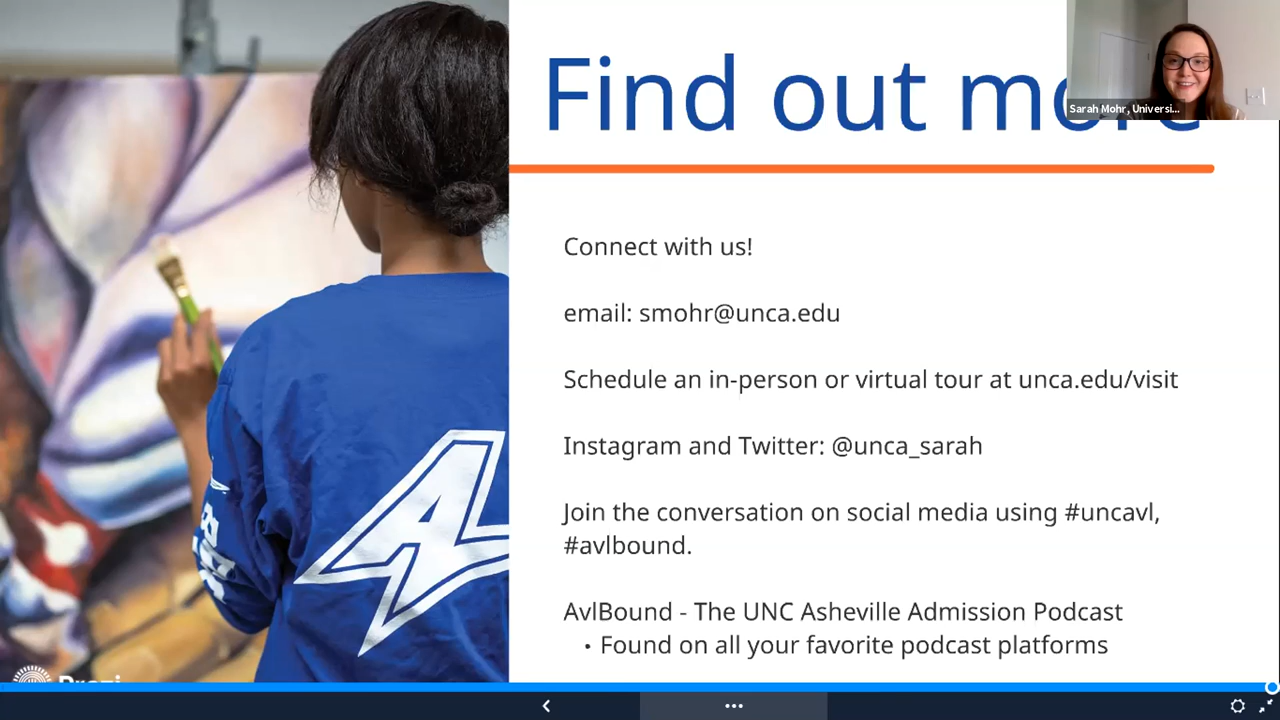 Find out more
Sarah Mohr, Universi...
Connect with us!
email: smohr@unca.edu
Schedule an in-person or virtual tour at unca.edu/visit
Instagram and Twitter: @unca_sarah
Join the conversation on social media using #uncavl,
#avlbound.
AvlBound - The UNC Asheville Admission Podcast
• Found on all your favorite podcast platforms
Prezi